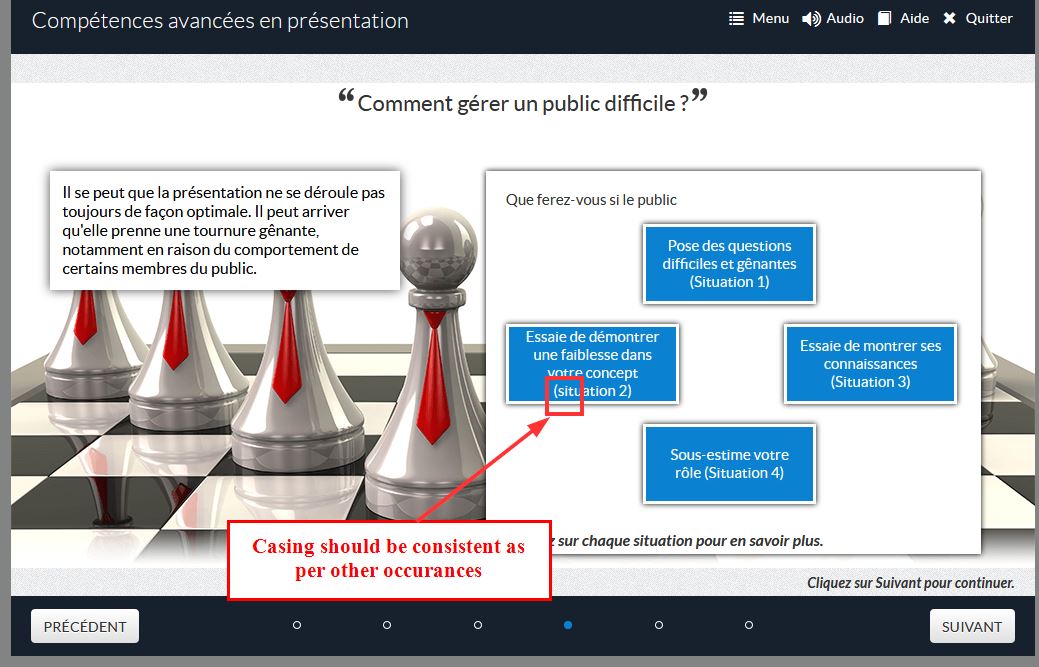 Compétences avancées en présentation
Menu
Audio
Aide
Quitter
“Comment gérer un public difficile ?”
Il se peut que la présentation ne se déroule pas
toujours de façon optimale. Il peut arriver
qu'elle prenne une tournure gênante,
notamment en raison du comportement de
certains membres du public.
Que ferez-vous si le public
Pose des questions
difficiles et gênantes
(Situation 1)
Essaie de démontrer
une faiblesse dans
votre concept
(situation 2)
Essaie de montrer ses
connaissances
(Situation 3)
Sous-estime votre
rôle (Situation 4)
sur chaque situation pour en savoir plus.
Casing should be consistent as
per other occurances
Cliquez sur Suivant pour continuer.
PRÉCÉDENT
SUIVANT